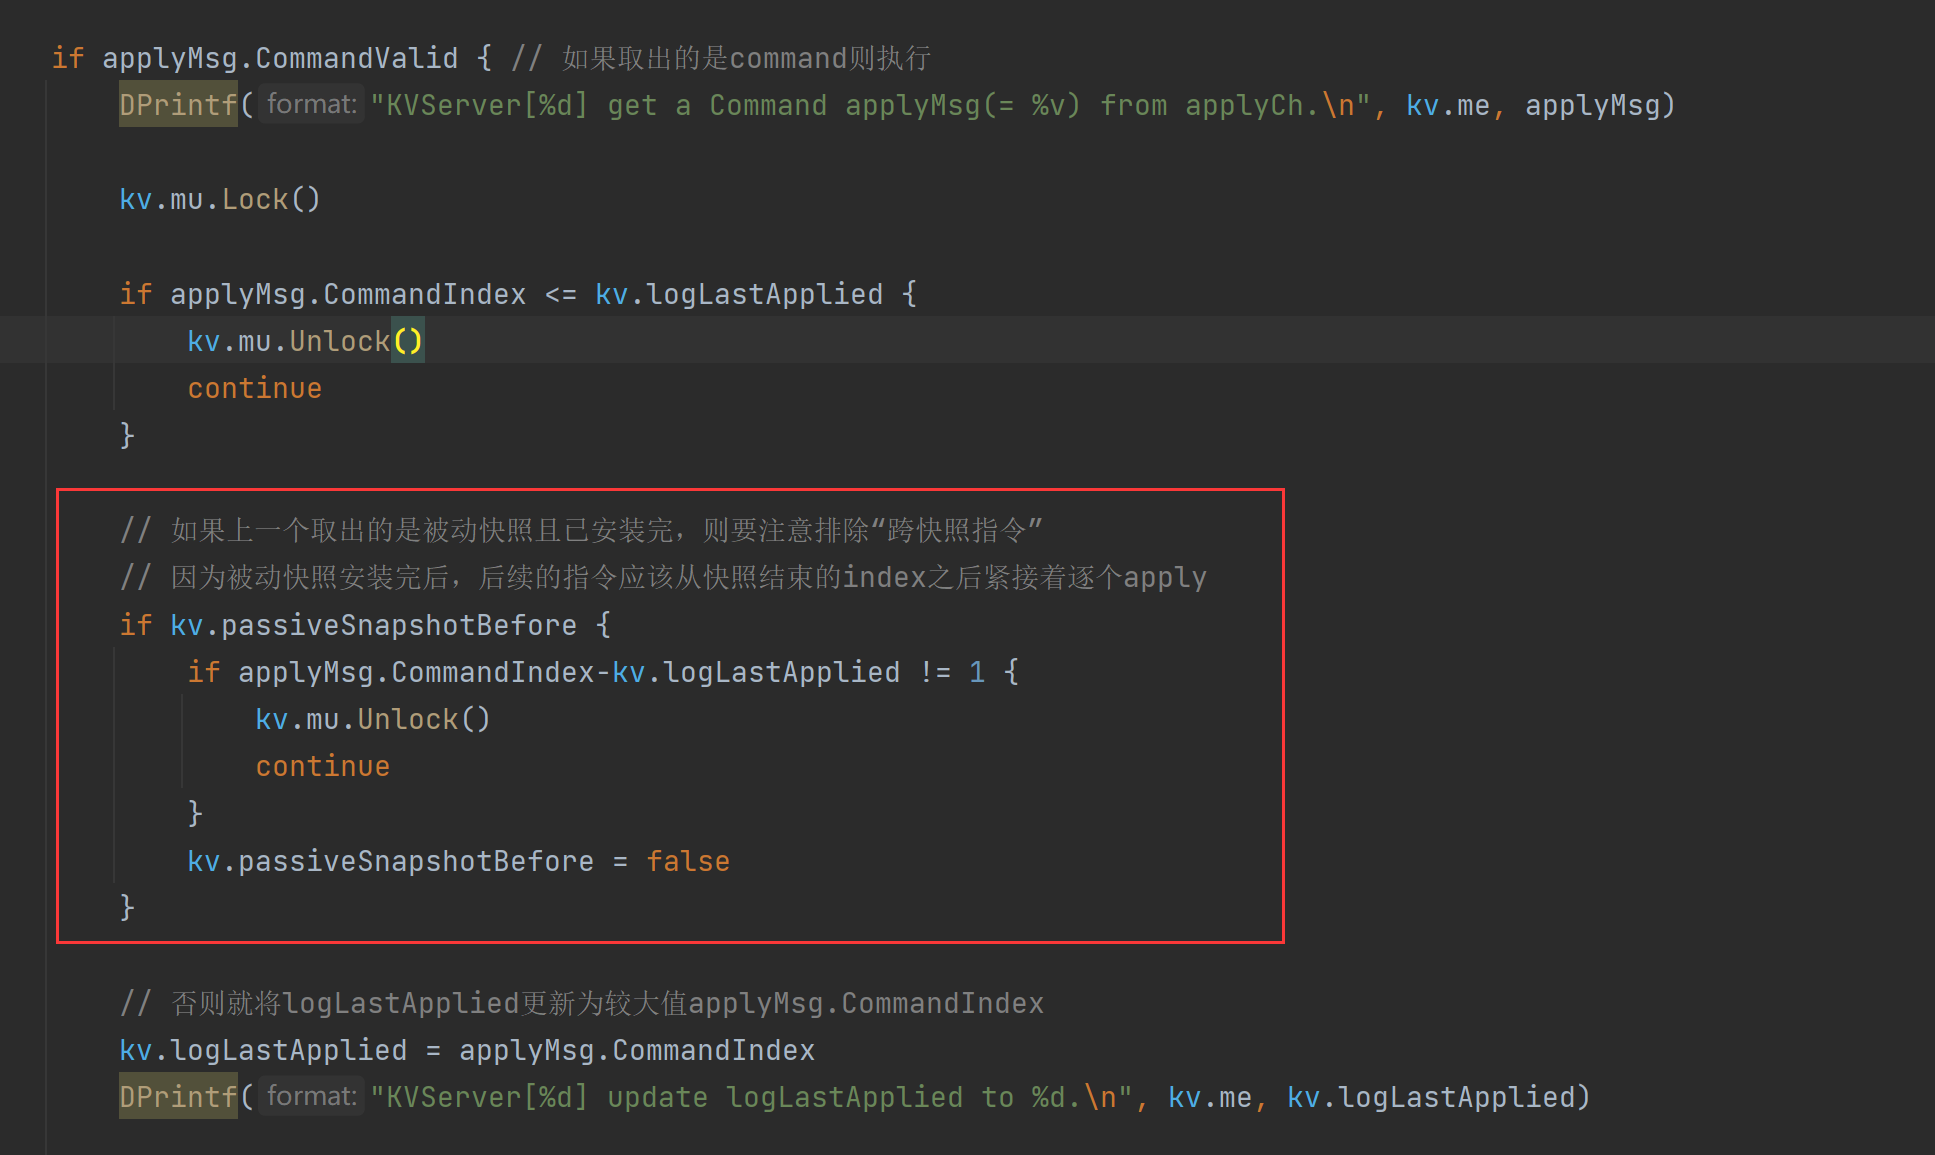 if applyMsg.CommandValid { // 如果取出的是command则执行
DPrintf( format: "KVServer[%d] get a Command applyMsg(= %v) from applyCh.\n", kv.me, applyMsg)
kv.mu.Lock()
if applyMsg.CommandIndex <= kv.logLastApplied {
kv.mu.Unlock()
continue
}
// 如果上一个取出的是被动快照且已安装完，则要注意排除“跨快照指令”
// 因为被动快照安装完后，后续的指令应该从快照结束的index之后紧接着逐个apply
if kv.passiveSnapshotBefore {
if applyMsg.CommandIndex-kv.logLastApplied != 1 {
kv.mu.Unlock()
continue
}
kv.passiveSnapshotBefore = false
}
// 否则就将logLastApplied更新为较大值applyMsg.CommandIndex
kv.logLastApplied = applyMsg.CommandIndex
DPrintf( format: "KVServer[%d] update logLastApplied to %d.\n", kv.me, kv.logLastApplied)